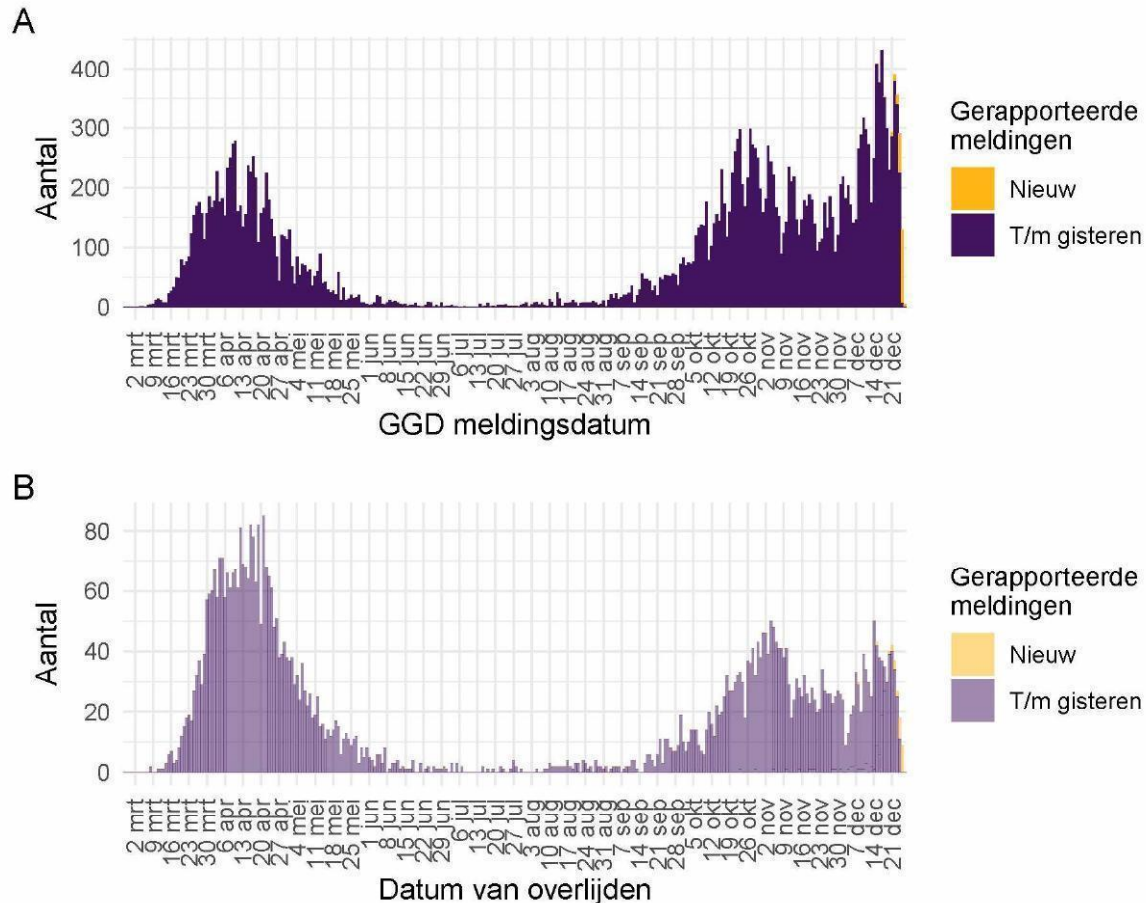 A
Aantal
400
300
200
100
0
2 mrt
9 mrt
16 mrt
23 mrt
30 mrt
6 apr
13 apr
20 apr
27 apr
4 mei
11 mei
18 mei
25 mei
1 jun
8 jun
15 jun
22 jun
29 jun
6 jul
13 jul
20 jul
27 jul
3 aug
10 aug
17 aug
24 aug
31 aug
7 sep
14 sep
21 sep
28 sep
5 okt
12 okt
19 okt
26 okt
2 nov
9 nov
16 nov
23 nov
30 nov
7 dec
14 dec
21 dec
GGD meldingsdatum
Gerapporteerde
meldingen
Nieuw
T/m gisteren
B
Aantal
80
60
40
20
0
2 mrt
9 mrt
16 mrt
23 mrt
30 mrt
6 apr
13 apr
20 apr
27 apr
4 mei
11 mei
18 mei
25 mei
1 jun
8 jun
15 jun
22 jun
29 jun
6 jul
13 jul
20 jul
27 jul
3 aug
10 aug
17 aug
24 aug
31 aug
7 sep
14 sep
21 sep
28 sep
5 okt
12 okt
19 okt
26 okt
2 nov
9 nov
16 nov
23 nov
30 nov
7 dec
14 dec
21 dec
Datum van overlijden
Gerapporteerde
meldingen
Nieuw
T/m gisteren